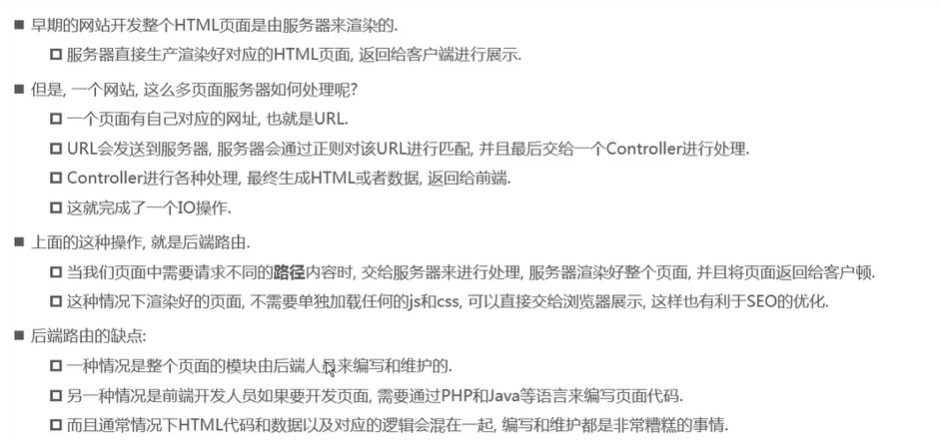 早期的网站开发整个HTML页面是由服务器来渲染的.
服务器直接生产渲染好对应的HTML页面, 返回给客户端进行展示.
但是, 一个网站, 这么多页面服务器如何处理呢?
一个页面有自己对应的网址, 也就是URL.
URL会发送到服务器, 服务器会通过正则对该URL进行匹配, 并且最后交给一个Controller进行处理.
Controller进行各种处理, 最终生成HTML或者数据, 返回给前端.
这就完成了一个IO操作.
上面的这种操作, 就是后端路由.
当我们页面中需要请求不同的路径内容时, 交给服务器来进行处理, 服务器渲染好整个页面, 并且将页面返回给客户顿.
这种情况下渲染好的页面, 不需要单独加载任何的js和css, 可以直接交给浏览器展示, 这样也有利于SEO的优化.
后端路由的缺点:
一种情况是整个页面的模块由后端人员来编写和维护的.
另一种情况是前端开发人员如果要开发页面, 需要通过PHP和Java等语言来编写页面代码.
而且通常情况下HTML代码和数据以及对应的逻辑会混在一起, 编写和维护都是非常糟糕的事情.